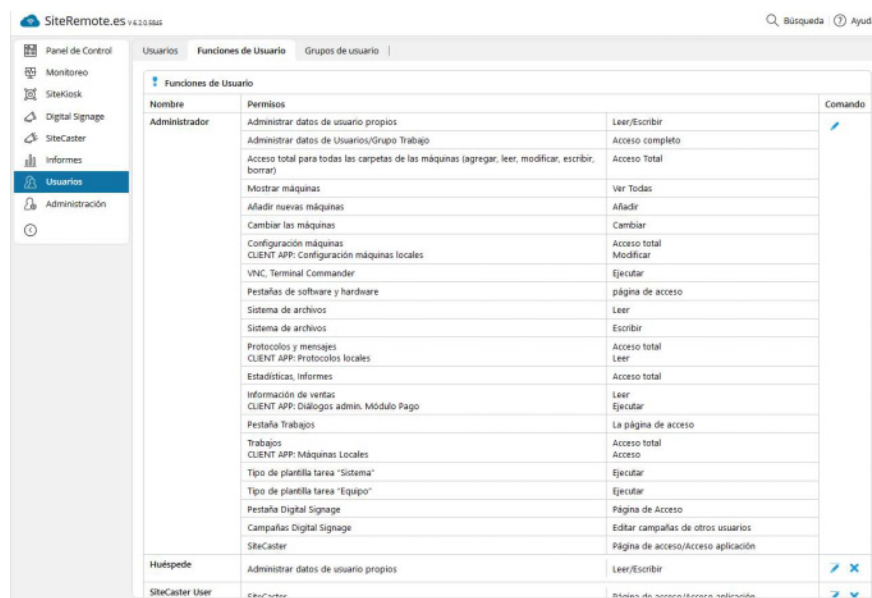 SiteRemote.es v 4.2.0.5845
Búsqueda
Ayud
Panel de Control
Monitoreo
SiteKiosk
Digital Signage
SiteCaster
Informes
Usuarios
Administración
Usuarios Funciones de Usuario Grupos de usuario
Funciones de Usuario
Nombre Permisos Comando
Administrador Administrar datos de usuario propios Leer/Escribir
Administrar datos de Usuarios/Grupo Trabajo Acceso completo
Acceso total para todas las carpetas de las máquinas (agregar, leer, modificar, escribir, Acceso Total
borrar)
Mostrar máquinas Ver Todas
Añadir nuevas máquinas Añadir
Cambiar las máquinas Cambiar
Configuración máquinas Acceso total
CLIENT APP: Configuración máquinas locales Modificar
VNC, Terminal Commander Ejecutar
Pestañas de software y hardware página de acceso
Sistema de archivos Leer
Sistema de archivos Escribir
Protocolos y mensajes Acceso total
CLIENT APP: Protocolos locales Leer
Estadísticas, Informes Acceso total
Información de ventas Leer
CLIENT APP: Diálogos admin. Módulo Pago Ejecutar
Pestaña Trabajos La página de acceso
Trabajos Acceso total
CLIENT APP: Máquinas Locales Acceso
Tipo de plantilla tarea "Sistema" Ejecutar
Tipo de plantilla tarea "Equipo" Ejecutar
Pestaña Digital Signage Página de Acceso
Campañas Digital Signage Editar campañas de otros usuarios
SiteCaster Página de acceso/Acceso aplicación
Huéspede Administrar datos de usuario propios Leer/Escribir
SiteCaster User SiteCaster Página de acceso/Acceso aplicación